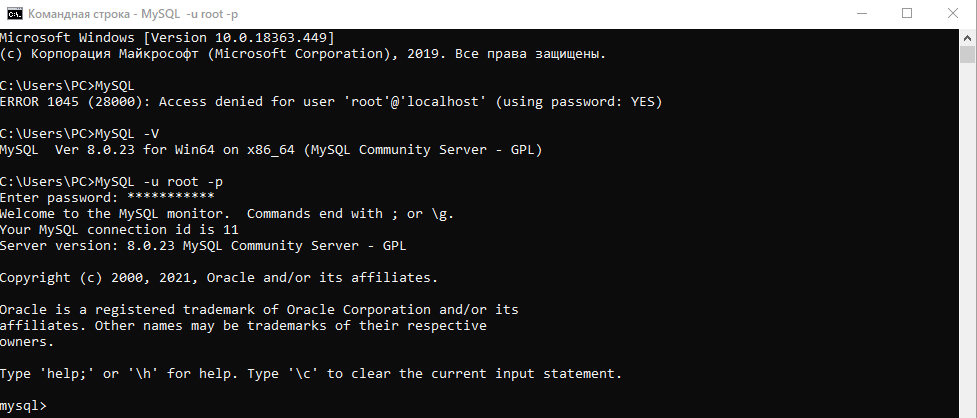 Командная строка - MySQL -u root -p
Microsoft Windows [Version 10.0.18363.449]
(c) Корпорация Майкрософт (Microsoft Corporation), 2019. Все права защищены.
C:\Users\PC>MySQL
ERROR 1045 (28000): Access denied for user 'root'@'localhost' (using password: YES)
C:\Users\PC>MySQL -V
MySQL  Ver 8.0.23 for Win64 on x86_64 (MySQL Community Server - GPL)
C:\Users\PC>MySQL -u root -p
Enter password: ***********
Welcome to the MySQL monitor.  Commands end with ; or \g.
Your MySQL connection id is 11
Server version: 8.0.23 MySQL Community Server - GPL
Copyright (c) 2000, 2021, Oracle and/or its affiliates.
Oracle is a registered trademark of Oracle Corporation and/or its
affiliates. Other names may be trademarks of their respective
owners.
Type 'help;' or '\h' for help. Type '\c' to clear the current input statement.
mysql>